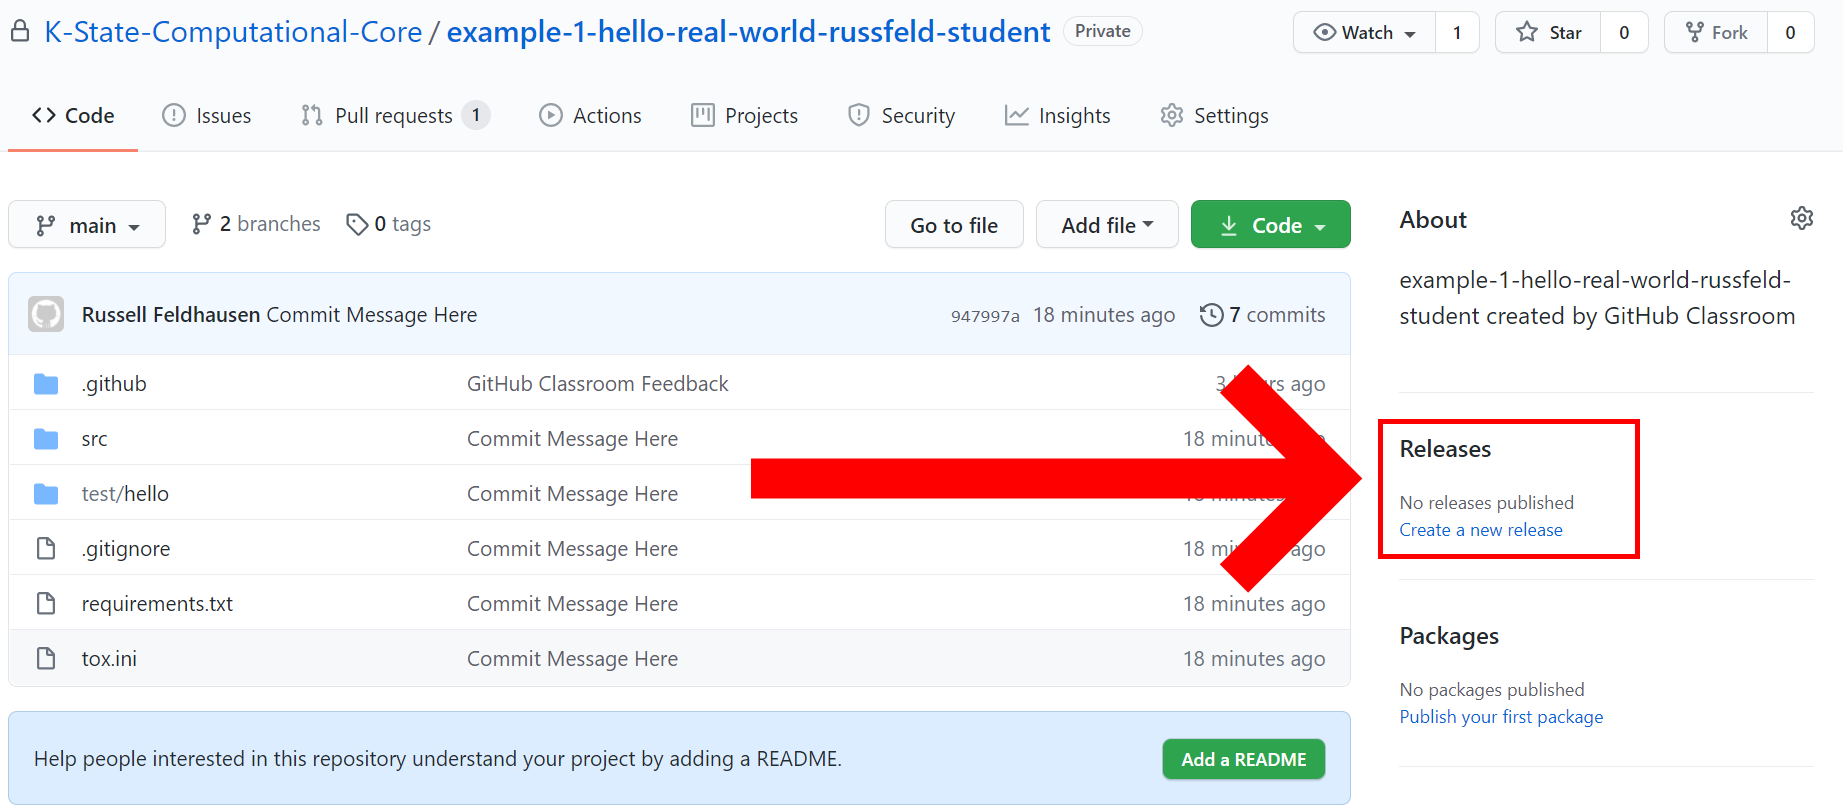 K-State-Computational-Core / example-1-hello-real-world-russfeld-student Private
Watch 1 Star 0 Fork 0
Code Issues Pull requests 1 Actions Projects Security Insights Settings
main 2 branches 0 tags Go to file Add file Code
Russell Feldhausen Commit Message Here 947997a 18 minutes ago 7 commits
.github GitHub Classroom Feedback 3 ago
src Commit Message Here 18
test/hello Commit Message Here
.gitignore Commit Message Here 18 ago
requirements.txt Commit Message Here 18 minutes ago
tox.ini Commit Message Here 18 minutes ago
Help people interested in this repository understand your project by adding a README. Add a README
About
example-1-hello-real-world-russfeld-
student created by GitHub Classroom
Releases
No releases published
Create a new release
Packages
No packages published
Publish your first package